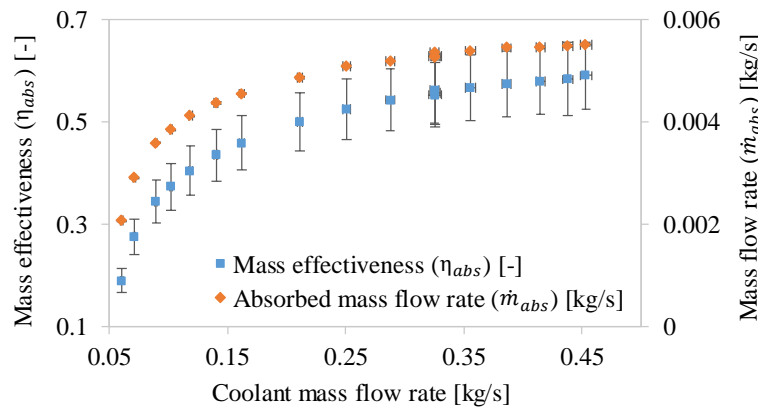 Mass effectiveness (η_abs) [-]
0.7
0.5
0.3
0.1
0.006
0.004
0.002
0
Mass flow rate (ṁ_abs) [kg/s]
Mass effectiveness (η_abs) [-]
Absorbed mass flow rate (ṁ_abs) [kg/s]
0.05
0.15
0.25
0.35
0.45
Coolant mass flow rate [kg/s]